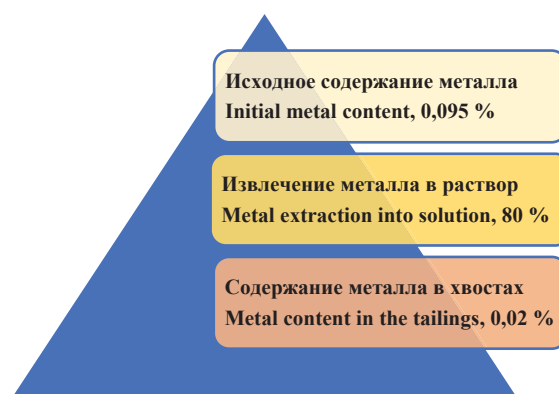 Исходное содержание металла
Initial metal content, 0,095 %
Извлечение металла в раствор
Metal extraction into solution, 80 %
Содержание металла в хвостах
Metal content in the tailings, 0,02 %